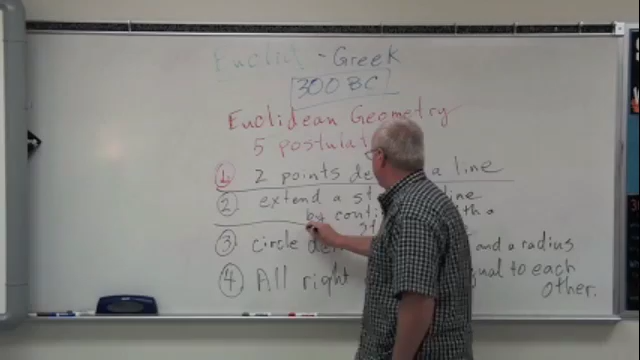 Euclid - Greek
300 BC
Euclidean Geometry
5 postulat
1. 2 points de a line
2 extend a st line
by conti th a
st
3 circle de and a radius
4 All right qual to each
other.